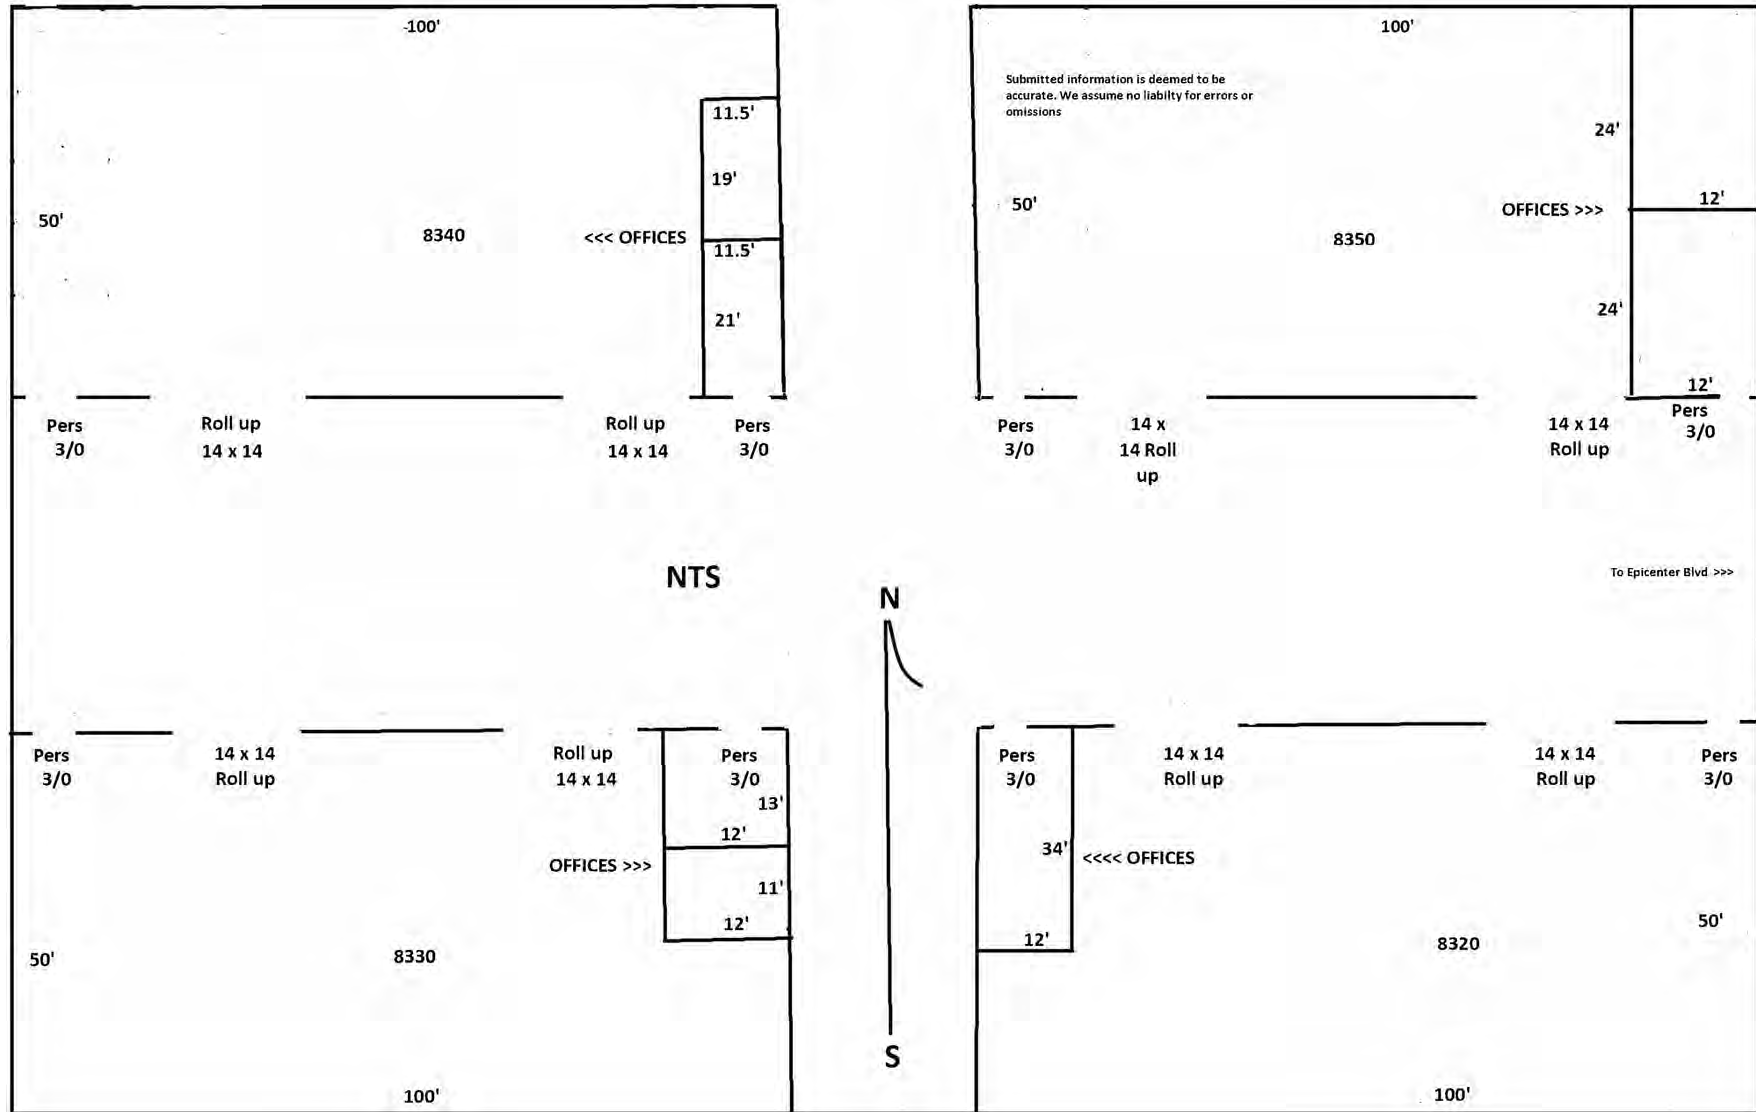 100'
11.5'
19'
50'
8340
<<< OFFICES
11.5'
21'
Pers
3/0
Roll up
14 x 14
Roll up
14 x 14
Pers
3/0
100'
Submitted information is deemed to be
accurate. We assume no liabilty for errors or
omissions
24'
50'
OFFICES >>>
12'
8350
24'
12'
Pers
3/0
14 x
14 Roll
up
14 x 14
Roll up
Pers
3/0
NTS
N
To Epicenter Blvd >>>
S
Pers
3/0
14 x 14
Roll up
Roll up
14 x 14
Pers
3/0
13'
12'
OFFICES >>>
11'
12'
50'
8330
100'
Pers
3/0
14 x 14
Roll up
14 x 14
Roll up
Pers
3/0
34'
<<<< OFFICES
12'
50'
8320
100'